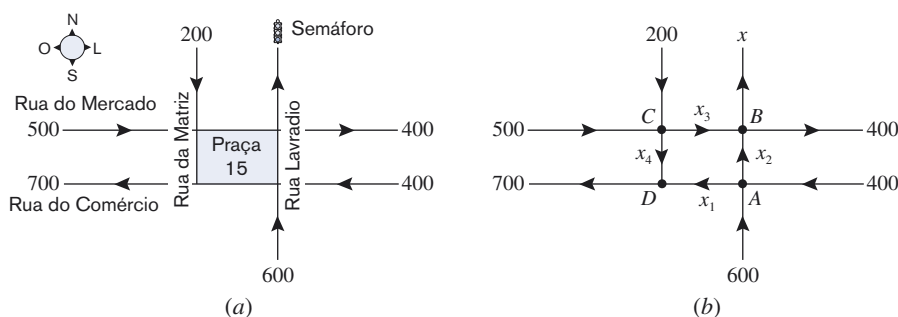 N
O L
S
200
Semáforo
Rua do Mercado
500
400
Rua da Matriz
Praça
15
Rua Lavradio
700
400
Rua do Comércio
600
(a)
200
x
500
C
x3
B
400
x4
x2
700
D
x1
A
400
600
(b)